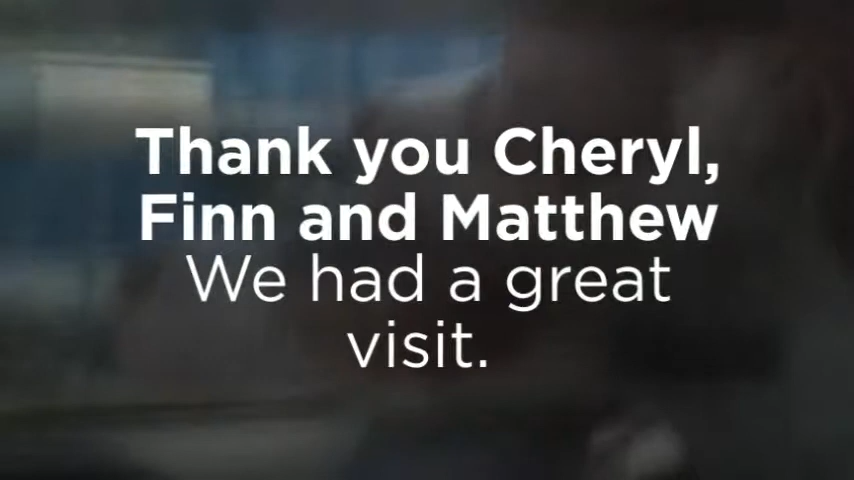 Thank you Cheryl,
Finn and Matthew
We had a great
visit.